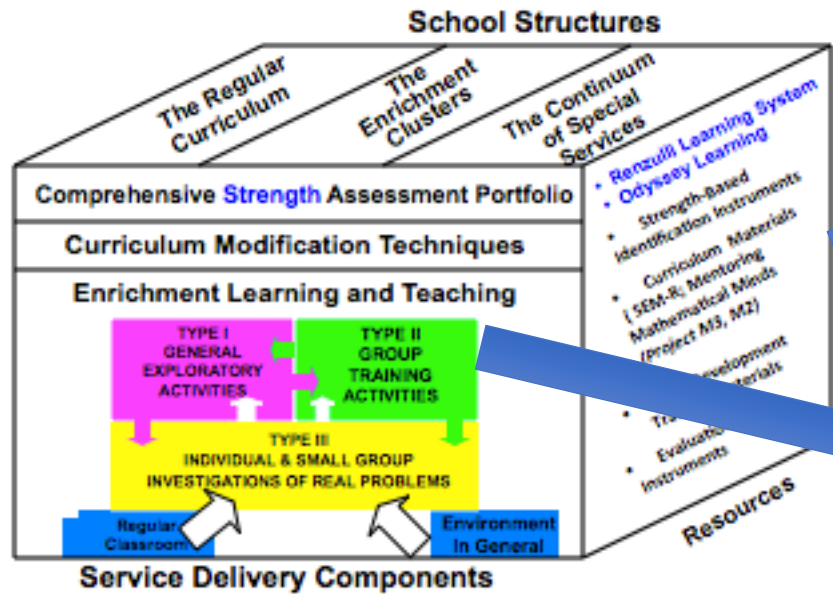 School Structures
The Regular
Curriculum
The
Enrichment
Clusters
The Continuum
of Special
Services
Comprehensive Strength Assessment Portfolio
Curriculum Modification Techniques
Enrichment Learning and Teaching
TYPE I
GENERAL
EXPLORATORY
ACTIVITIES
TYPE II
GROUP
TRAINING
ACTIVITIES
TYPE III
INDIVIDUAL & SMALL GROUP
INVESTIGATIONS OF REAL PROBLEMS
Regular
Classroom
Environment
In General
Service Delivery Components
• Renzulli Learning System
• Odyssey Learning
• Strength-Based
Identification Instruments
• Curriculum Materials
( SEM-R; Mentoring
Mathematical Minds
(Project M3, M2)
Instruments
Resources